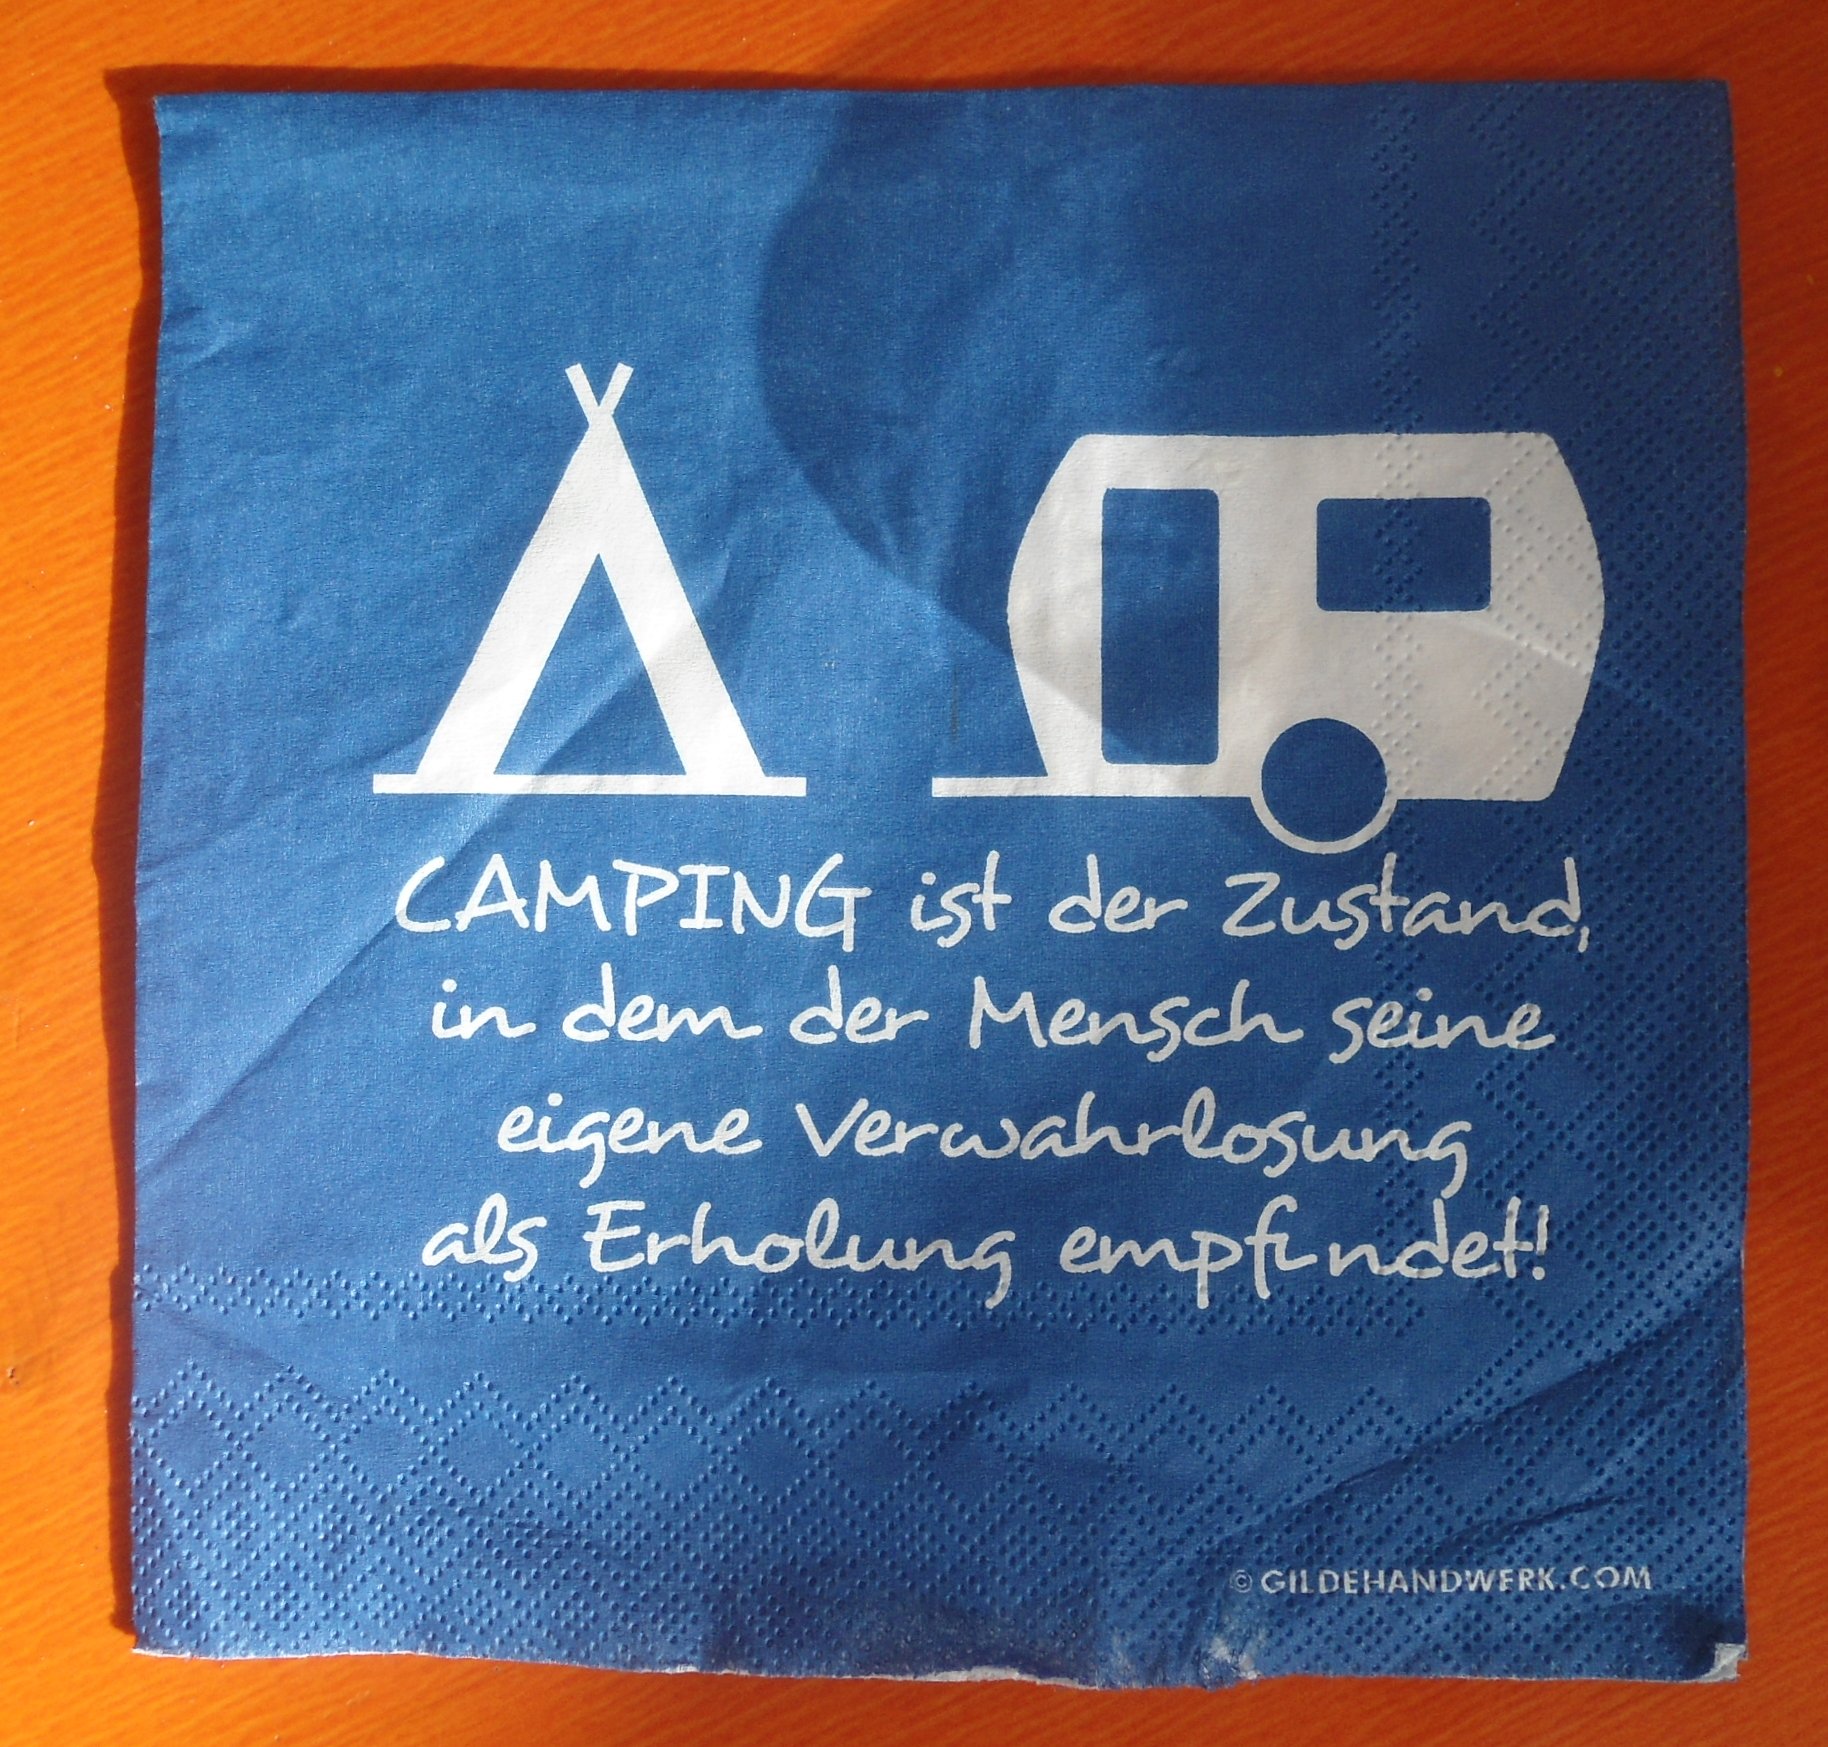 CAMPING ist der Zustand,
in dem der Mensch seine
eigene Verwahrlosung
als Erholung empfindet!
© GILDEHANDWERK.COM